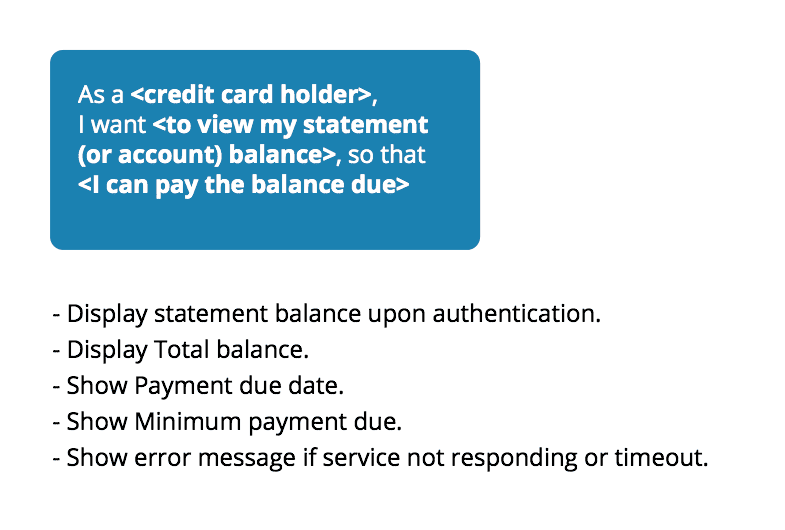 As a <credit card holder>,
I want <to view my statement
(or account) balance>, so that
<I can pay the balance due>
- Display statement balance upon authentication.
- Display Total balance.
- Show Payment due date.
- Show Minimum payment due.
- Show error message if service not responding or timeout.